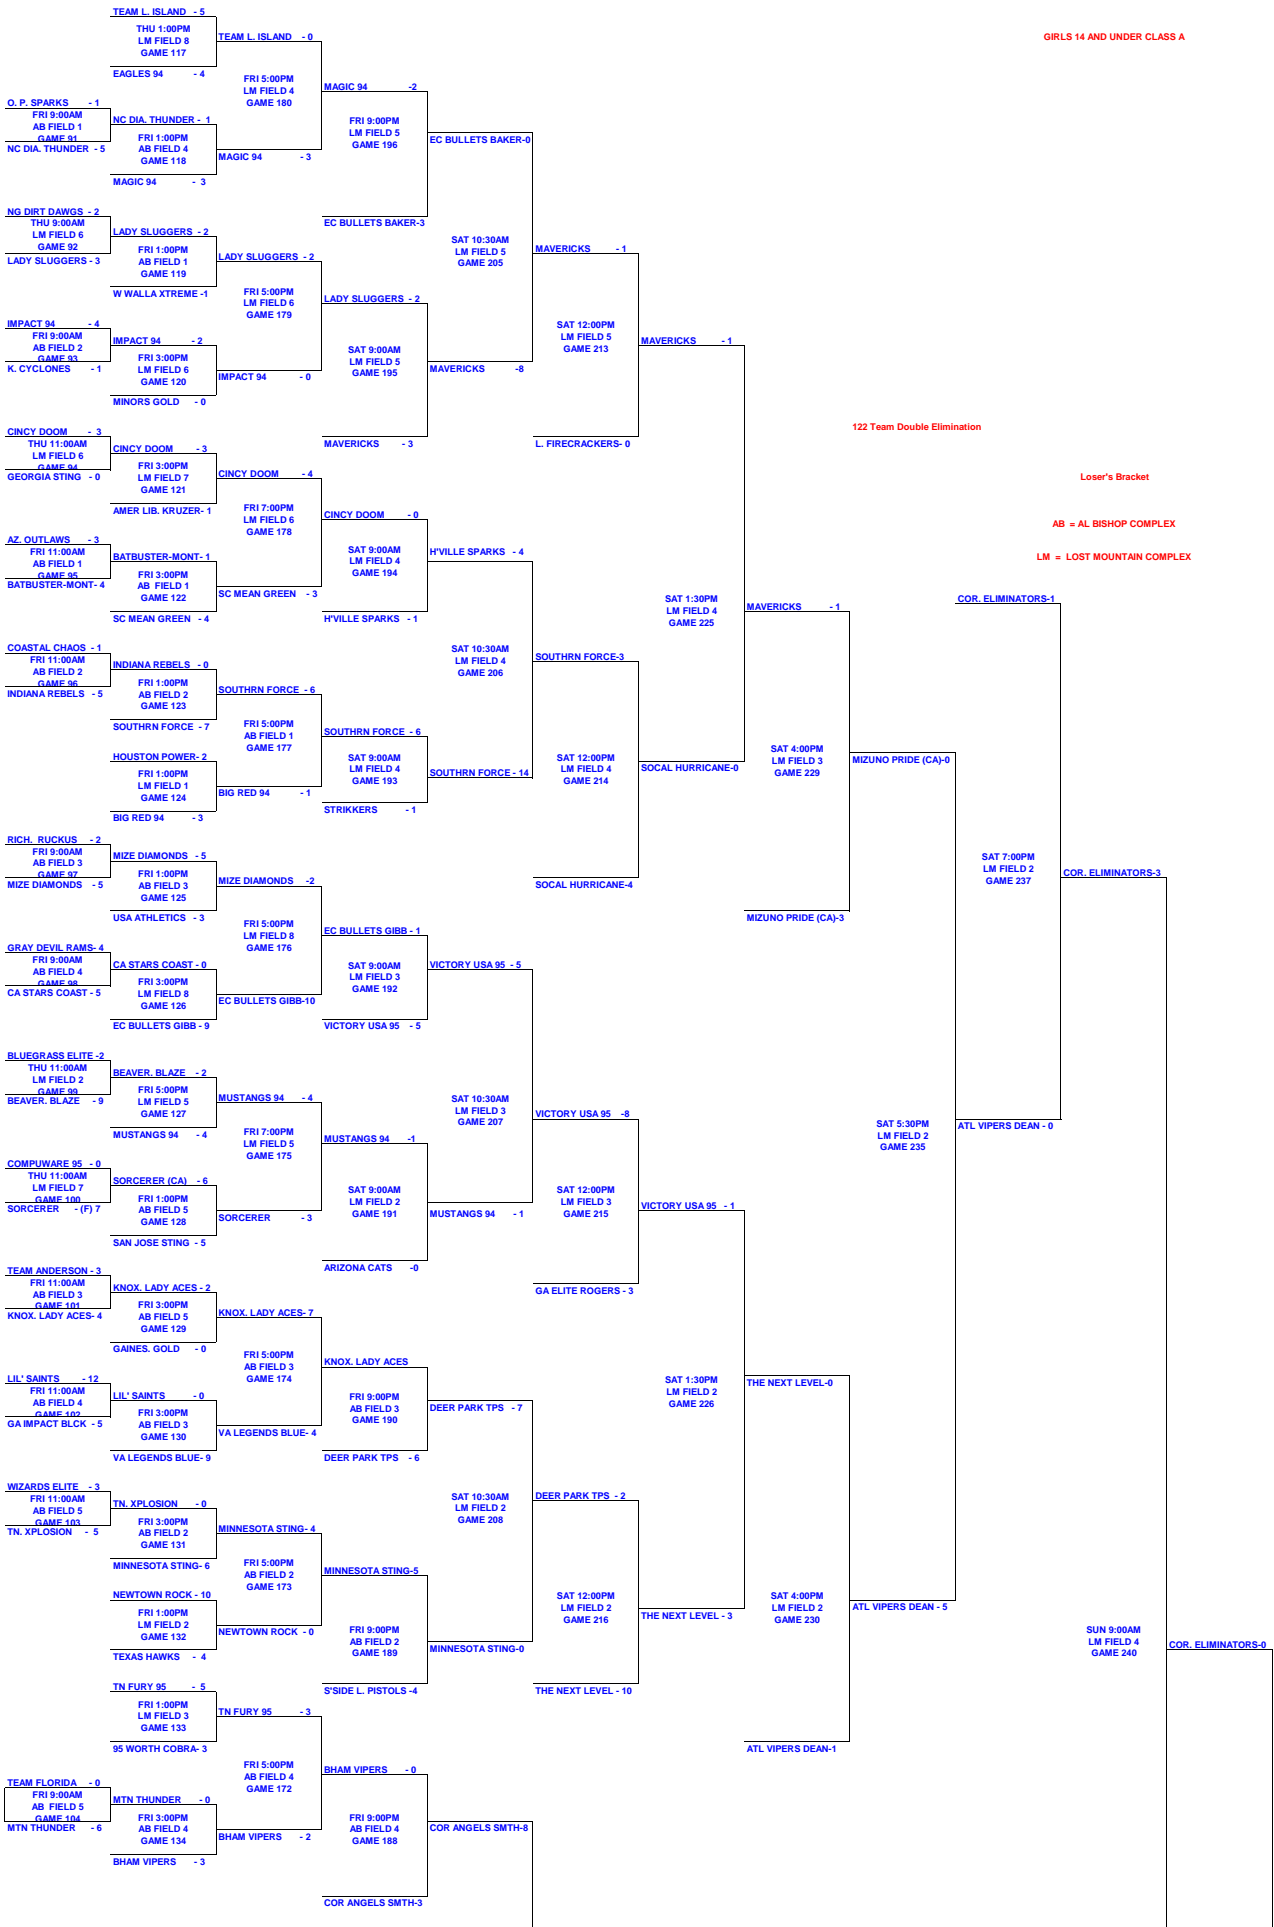 TEAM L. ISLAND - 5
THU 1:00PM
LM FIELD 8
GAME 117
EAGLES 94 - 4
O. P. SPARKS - 1
FRI 9:00AM
AB FIELD 1
GAME 91
NC DIA. THUNDER - 5
NC DIA. THUNDER - 1
FRI 1:00PM
AB FIELD 4
GAME 118
MAGIC 94 - 3
NG DIRT DAWGS - 2
THU 9:00AM
LM FIELD 6
GAME 92
LADY SLUGGERS - 3
LADY SLUGGERS - 2
FRI 1:00PM
AB FIELD 1
GAME 119
W WALLA XTREME -1
IMPACT 94 - 4
FRI 9:00AM
AB FIELD 2
GAME 93
K. CYCLONES - 1
IMPACT 94 - 2
FRI 3:00PM
LM FIELD 6
GAME 120
MINORS GOLD - 0
CINCY DOOM - 3
THU 11:00AM
LM FIELD 6
GAME 94
GEORGIA STING - 0
CINCY DOOM - 3
FRI 3:00PM
LM FIELD 7
GAME 121
AMER LIB. KRUZER- 1
AZ. OUTLAWS - 3
FRI 11:00AM
AB FIELD 1
GAME 95
BATBUSTER-MONT- 4
BATBUSTER-MONT- 1
FRI 3:00PM
AB FIELD 1
GAME 122
SC MEAN GREEN - 4
COASTAL CHAOS - 1
FRI 11:00AM
AB FIELD 2
GAME 96
INDIANA REBELS - 5
INDIANA REBELS - 0
FRI 1:00PM
AB FIELD 2
GAME 123
SOUTHRN FORCE - 7
HOUSTON POWER- 2
FRI 1:00PM
LM FIELD 1
GAME 124
BIG RED 94 - 3
RICH. RUCKUS - 2
FRI 9:00AM
AB FIELD 3
GAME 97
MIZE DIAMONDS - 5
MIZE DIAMONDS - 5
FRI 1:00PM
AB FIELD 3
GAME 125
USA ATHLETICS - 3
GRAY DEVIL RAMS- 4
FRI 9:00AM
AB FIELD 4
GAME 98
CA STARS COAST - 5
CA STARS COAST - 0
FRI 3:00PM
LM FIELD 8
GAME 126
EC BULLETS GIBB - 9
BLUEGRASS ELITE -2
THU 11:00AM
LM FIELD 2
GAME 99
BEAVER. BLAZE - 9
BEAVER. BLAZE - 2
FRI 5:00PM
LM FIELD 5
GAME 127
MUSTANGS 94 - 4
COMPUWARE 95 - 0
THU 11:00AM
LM FIELD 7
GAME 100
SORCERER - (F) 7
SORCERER (CA) - 6
FRI 1:00PM
AB FIELD 5
GAME 128
SAN JOSE STING - 5
TEAM ANDERSON - 3
FRI 11:00AM
AB FIELD 3
GAME 101
KNOX. LADY ACES- 4
KNOX. LADY ACES - 2
FRI 3:00PM
AB FIELD 5
GAME 129
GAINES. GOLD - 0
LIL' SAINTS - 12
FRI 11:00AM
AB FIELD 4
GAME 102
GA IMPACT BLCK - 5
LIL' SAINTS - 0
FRI 3:00PM
AB FIELD 3
GAME 130
VA LEGENDS BLUE- 9
WIZARDS ELITE - 3
FRI 11:00AM
AB FIELD 5
GAME 103
TN. XPLOSION - 5
TN. XPLOSION - 0
FRI 3:00PM
AB FIELD 2
GAME 131
MINNESOTA STING- 6
NEWTOWN ROCK - 10
FRI 1:00PM
LM FIELD 2
GAME 132
TEXAS HAWKS - 4
TN FURY 95 - 5
FRI 1:00PM
LM FIELD 3
GAME 133
95 WORTH COBRA- 3
TEAM FLORIDA - 0
FRI 9:00AM
AB FIELD 5
GAME 104
MTN THUNDER - 6
MTN THUNDER - 0
FRI 3:00PM
AB FIELD 4
GAME 134
BHAM VIPERS - 3
TEAM L. ISLAND - 0
FRI 5:00PM
LM FIELD 4
GAME 180
MAGIC 94 - 3
LADY SLUGGERS - 2
FRI 5:00PM
LM FIELD 6
GAME 179
IMPACT 94 - 0
CINCY DOOM - 4
FRI 7:00PM
LM FIELD 6
GAME 178
SC MEAN GREEN - 3
SOUTHRN FORCE - 6
FRI 5:00PM
AB FIELD 1
GAME 177
BIG RED 94 - 1
MIZE DIAMONDS -2
FRI 5:00PM
LM FIELD 8
GAME 176
EC BULLETS GIBB-10
MUSTANGS 94 - 4
FRI 7:00PM
LM FIELD 5
GAME 175
SORCERER - 3
KNOX. LADY ACES- 7
FRI 5:00PM
AB FIELD 3
GAME 174
VA LEGENDS BLUE- 4
MINNESOTA STING- 4
FRI 5:00PM
AB FIELD 2
GAME 173
NEWTOWN ROCK - 0
TN FURY 95 - 3
FRI 5:00PM
AB FIELD 4
GAME 172
BHAM VIPERS - 2
MAGIC 94 -2
FRI 9:00PM
LM FIELD 5
GAME 196
EC BULLETS BAKER-3
LADY SLUGGERS - 2
SAT 9:00AM
LM FIELD 5
GAME 195
MAVERICKS - 3
CINCY DOOM - 0
SAT 9:00AM
LM FIELD 4
GAME 194
H'VILLE SPARKS - 1
SOUTHRN FORCE - 6
SAT 9:00AM
LM FIELD 4
GAME 193
STRIKKERS - 1
EC BULLETS GIBB - 1
SAT 9:00AM
LM FIELD 3
GAME 192
VICTORY USA 95 - 5
MUSTANGS 94 -1
SAT 9:00AM
LM FIELD 2
GAME 191
ARIZONA CATS -0
KNOX. LADY ACES
FRI 9:00PM
AB FIELD 3
GAME 190
DEER PARK TPS - 6
MINNESOTA STING-5
FRI 9:00PM
AB FIELD 2
GAME 189
S'SIDE L. PISTOLS -4
BHAM VIPERS - 0
FRI 9:00PM
AB FIELD 4
GAME 188
COR ANGELS SMTH-3
EC BULLETS BAKER-0
SAT 10:30AM
LM FIELD 5
GAME 205
MAVERICKS -8
H'VILLE SPARKS - 4
SAT 10:30AM
LM FIELD 4
GAME 206
SOUTHRN FORCE - 14
VICTORY USA 95 - 5
SAT 10:30AM
LM FIELD 3
GAME 207
MUSTANGS 94 - 1
DEER PARK TPS - 7
SAT 10:30AM
LM FIELD 2
GAME 208
MINNESOTA STING-0
COR ANGELS SMTH-8
MAVERICKS - 1
SAT 12:00PM
LM FIELD 5
GAME 213
L. FIRECRACKERS- 0
SOUTHRN FORCE-3
SAT 12:00PM
LM FIELD 4
GAME 214
SOCAL HURRICANE-4
VICTORY USA 95 -8
SAT 12:00PM
LM FIELD 3
GAME 215
GA ELITE ROGERS - 3
DEER PARK TPS - 2
SAT 12:00PM
LM FIELD 2
GAME 216
THE NEXT LEVEL - 10
MAVERICKS - 1
SAT 1:30PM
LM FIELD 4
GAME 225
SOCAL HURRICANE-0
VICTORY USA 95 - 1
SAT 1:30PM
LM FIELD 2
GAME 226
THE NEXT LEVEL - 3
MAVERICKS - 1
SAT 4:00PM
LM FIELD 3
GAME 229
MIZUNO PRIDE (CA)-3
THE NEXT LEVEL-0
SAT 4:00PM
LM FIELD 2
GAME 230
ATL VIPERS DEAN-1
MIZUNO PRIDE (CA)-0
SAT 5:30PM
LM FIELD 2
GAME 235
ATL VIPERS DEAN - 5
COR. ELIMINATORS-1
SAT 7:00PM
LM FIELD 2
GAME 237
ATL VIPERS DEAN - 0
COR. ELIMINATORS-3
SUN 9:00AM
LM FIELD 4
GAME 240
COR. ELIMINATORS-0
GIRLS 14 AND UNDER CLASS A
122 Team Double Elimination
Loser's Bracket
AB = AL BISHOP COMPLEX
LM = LOST MOUNTAIN COMPLEX